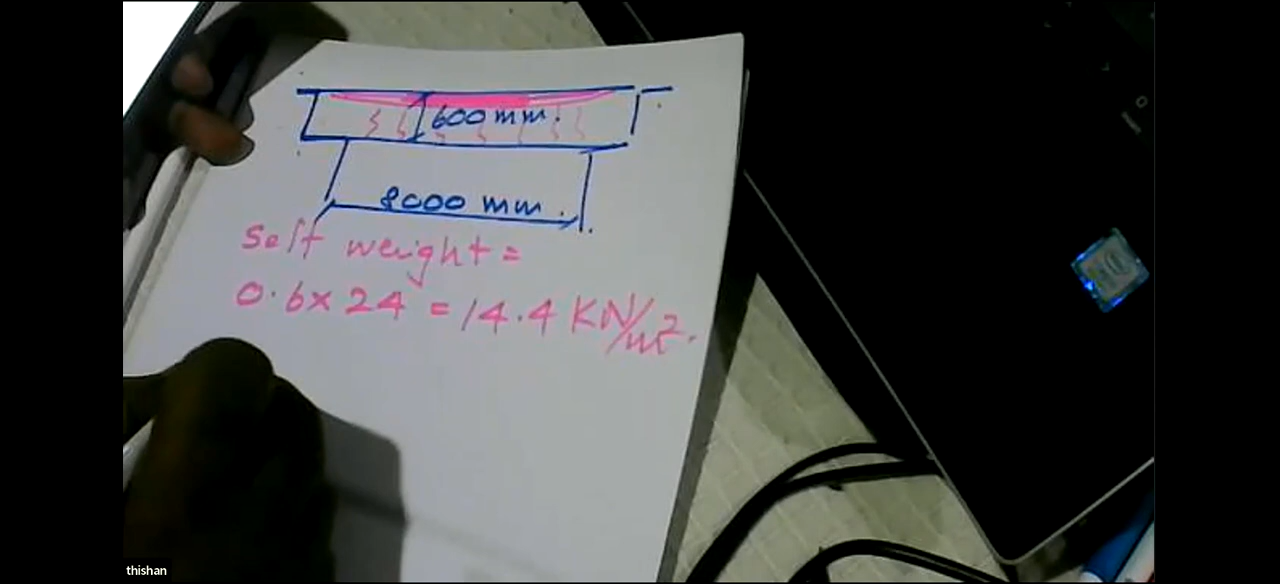 600 mm.
8000 mm.
Self weight =
0.6 x 24 = 14.4 KN/m².
thishan